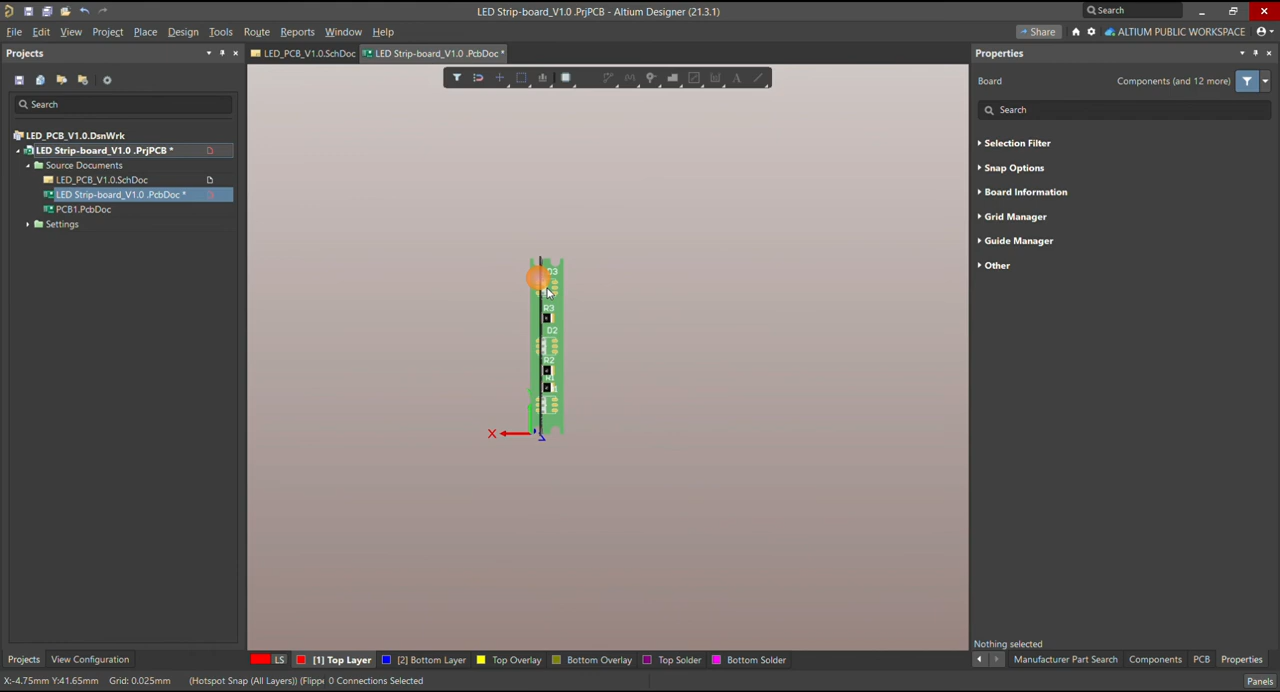 LED Strip-board_V1.0 .PrjPCB - Altium Designer (21.3.1)
Search
File Edit View Project Place Design Tools Route Reports Window Help
Share
ALTIUM PUBLIC WORKSPACE
Projects
LED_PCB_V1.0.SchDoc
LED Strip-board_V1.0 .PcbDoc *
Properties
Board
Components (and 12 more)
Search
Search
LED_PCB_V1.0.DsnWrk
LED Strip-board_V1.0 .PrjPCB *
Source Documents
LED_PCB_V1.0.SchDoc
LED Strip-board_V1.0 .PcbDoc *
PCB1.PcbDoc
Settings
Selection Filter
Snap Options
Board Information
Grid Manager
Guide Manager
Other
D3
R3
D2
R2
R1
X
Nothing selected
Projects
View Configuration
LS
[1] Top Layer
[2] Bottom Layer
Top Overlay
Bottom Overlay
Top Solder
Bottom Solder
Manufacturer Part Search
Components
PCB
Properties
X:-4.75mm Y:41.65mm Grid: 0.025mm (Hotspot Snap (All Layers)) (Flippe 0 Connections Selected
Panels